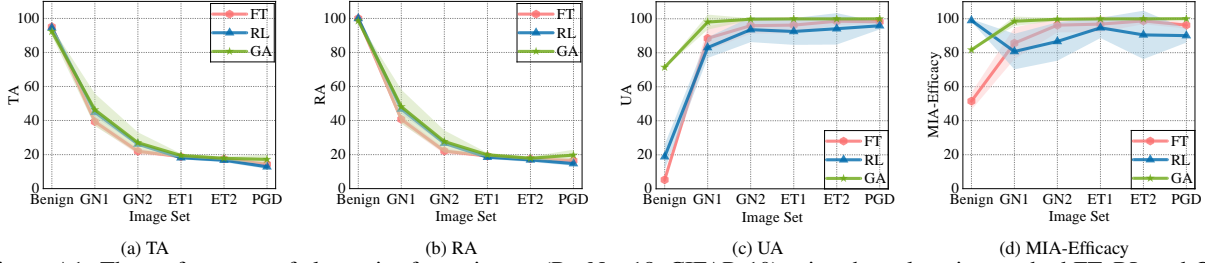 100
80
60
40
20
0
TA
FT
RL
GA
Benign GN1 GN2 ET1 ET2 PGD
Image Set
(a) TA
100
80
60
40
20
0
RA
FT
RL
GA
Benign GN1 GN2 ET1 ET2 PGD
Image Set
(b) RA
100
80
60
40
20
0
UA
FT
RL
GA
Benign GN1 GN2 ET1 ET2 PGD
Image Set
(c) UA
100
80
60
40
20
0
MIA-Efficacy
FT
RL
GA
Benign GN1 GN2 ET1 ET2 PGD
Image Set
(d) MIA-Efficacy